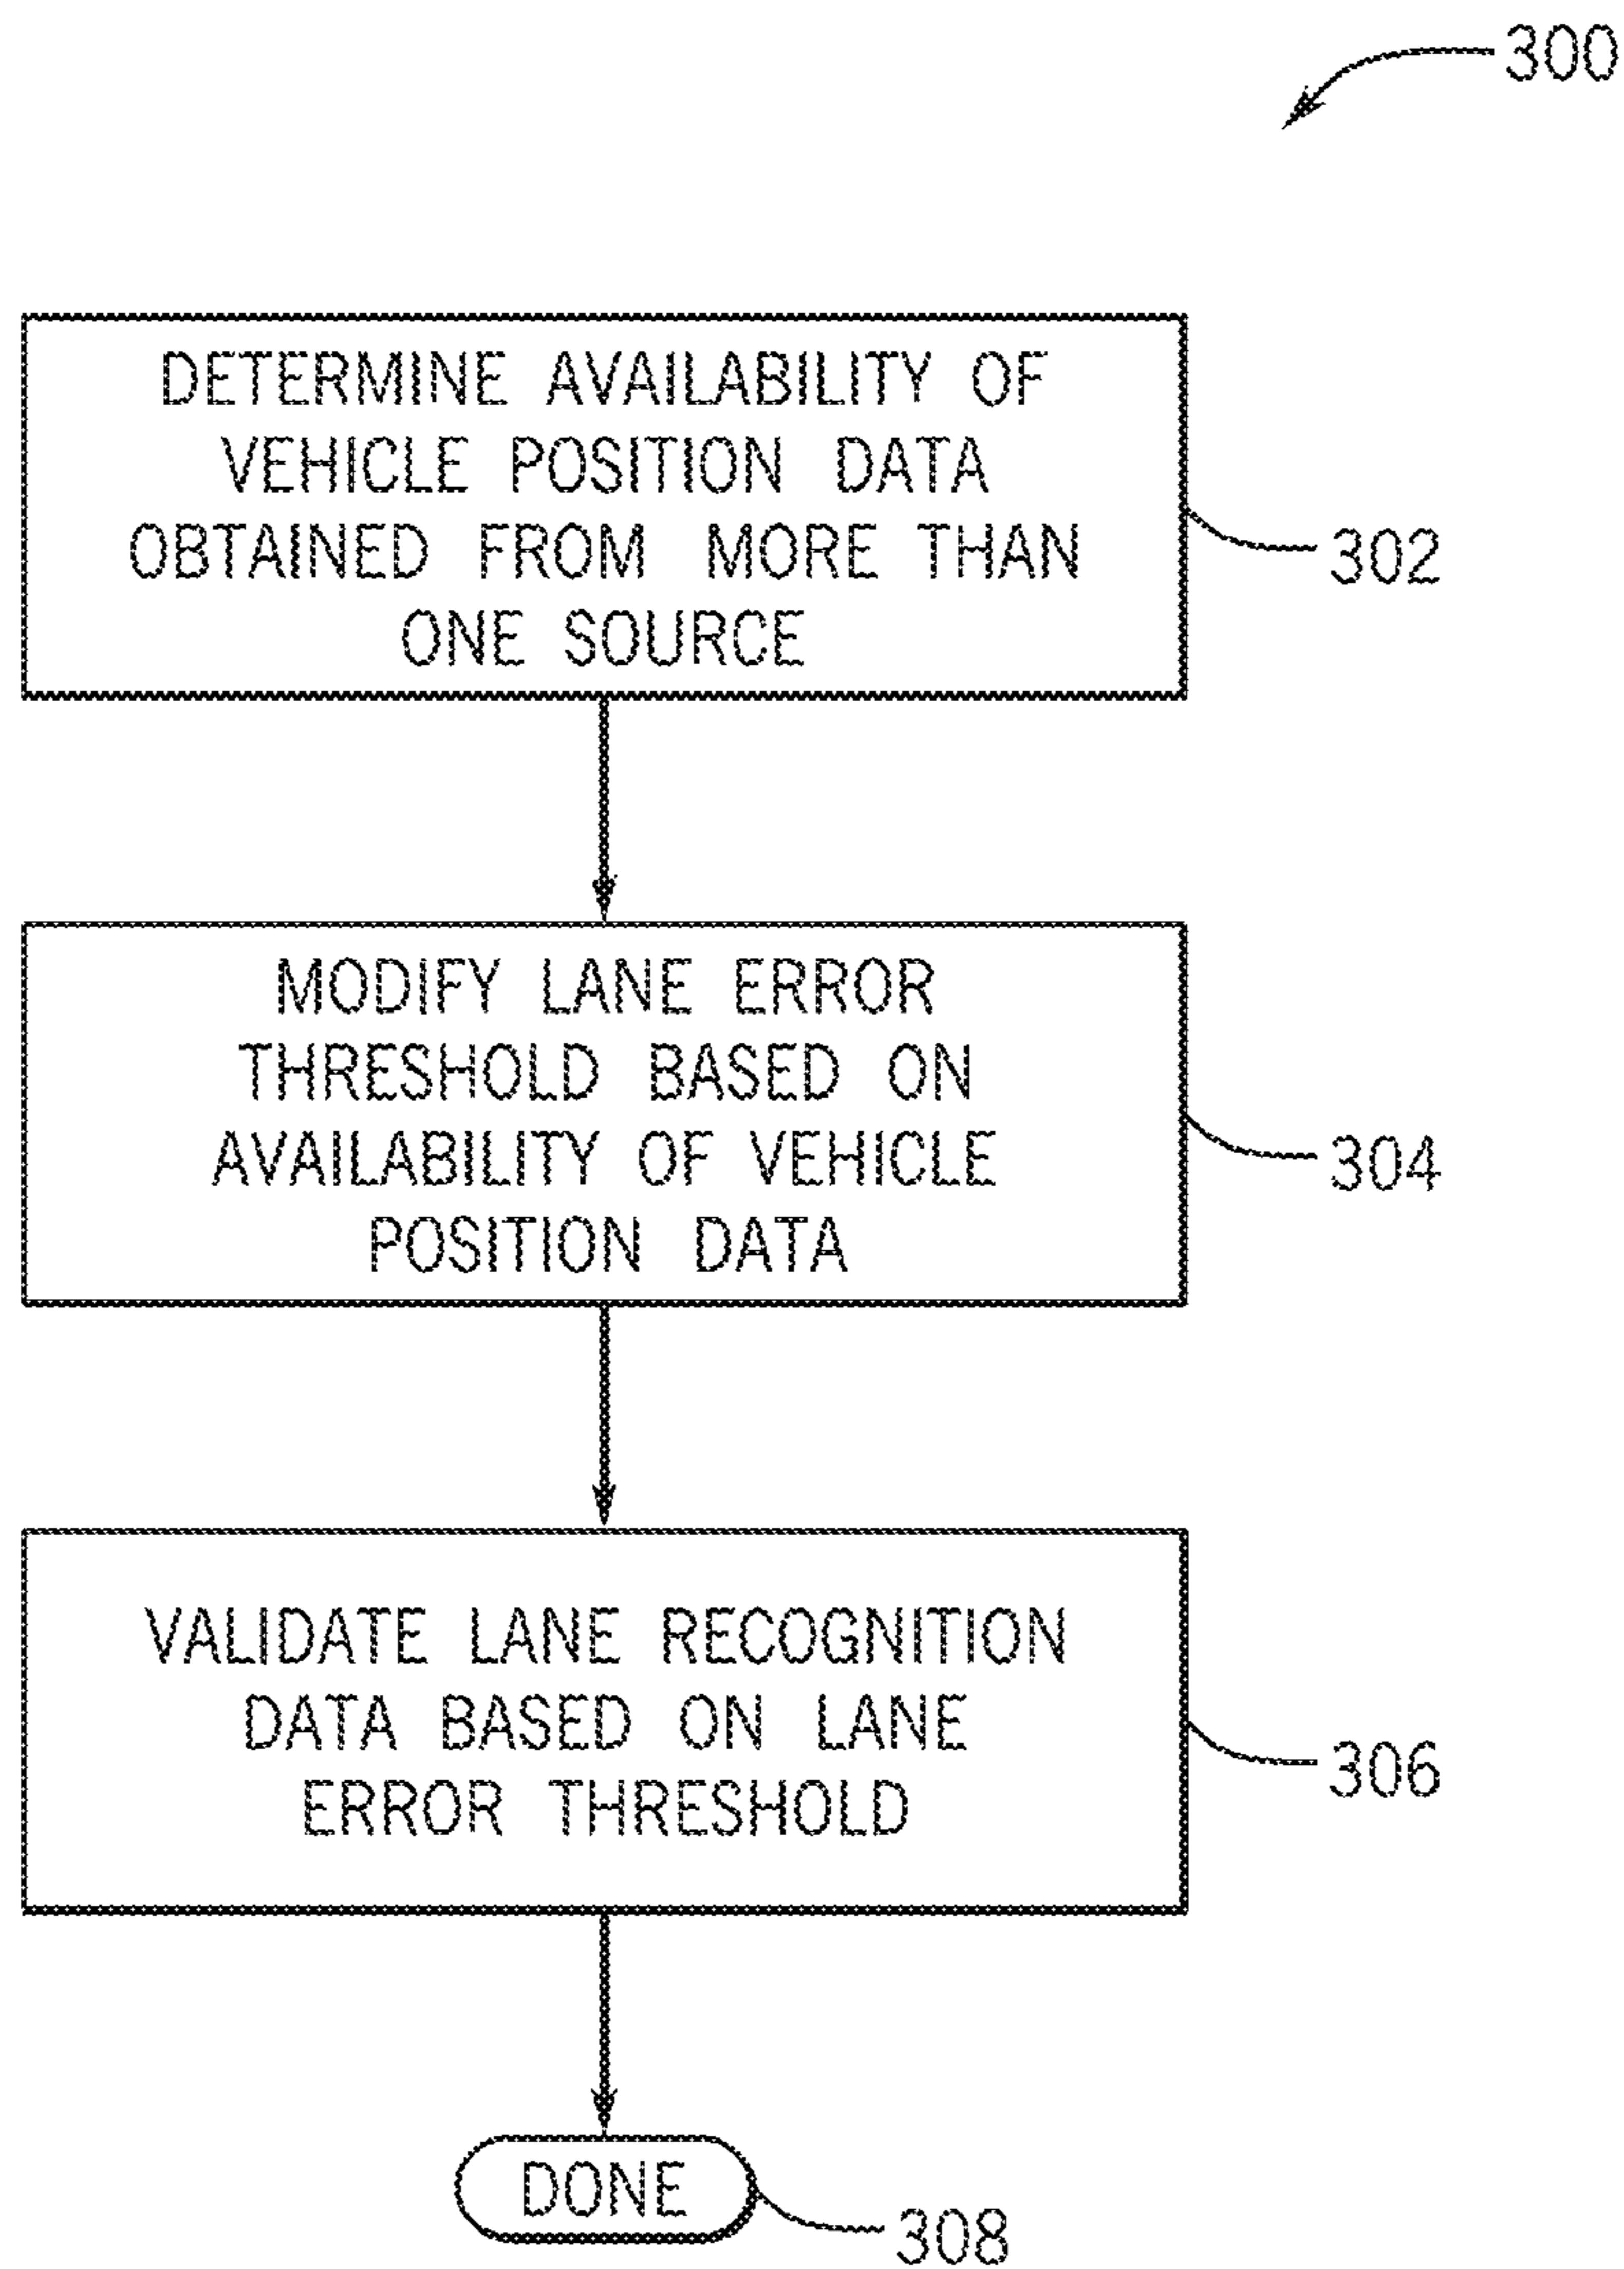 300
DETERMINE AVAILABILITY OF
VEHICLE POSITION DATA
OBTAINED FROM MORE THAN
ONE SOURCE
302
MODIFY LANE ERROR
THRESHOLD BASED ON
AVAILABILITY OF VEHICLE
POSITION DATA
304
VALIDATE LANE RECOGNITION
DATA BASED ON LANE
ERROR THRESHOLD
306
DONE
308